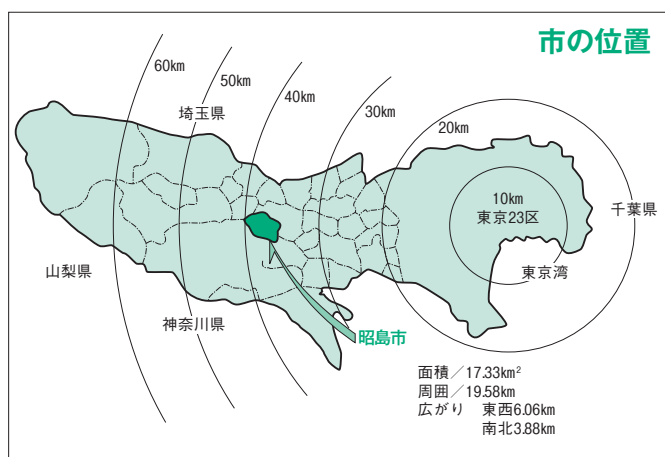 市の位置
60km
50km
40km
30km
20km
10km
東京23区
埼玉県
千葉県
山梨県
神奈川県
東京湾
昭島市
面積／17.33km²
周囲／19.58km
広がり 東西6.06km
南北3.88km